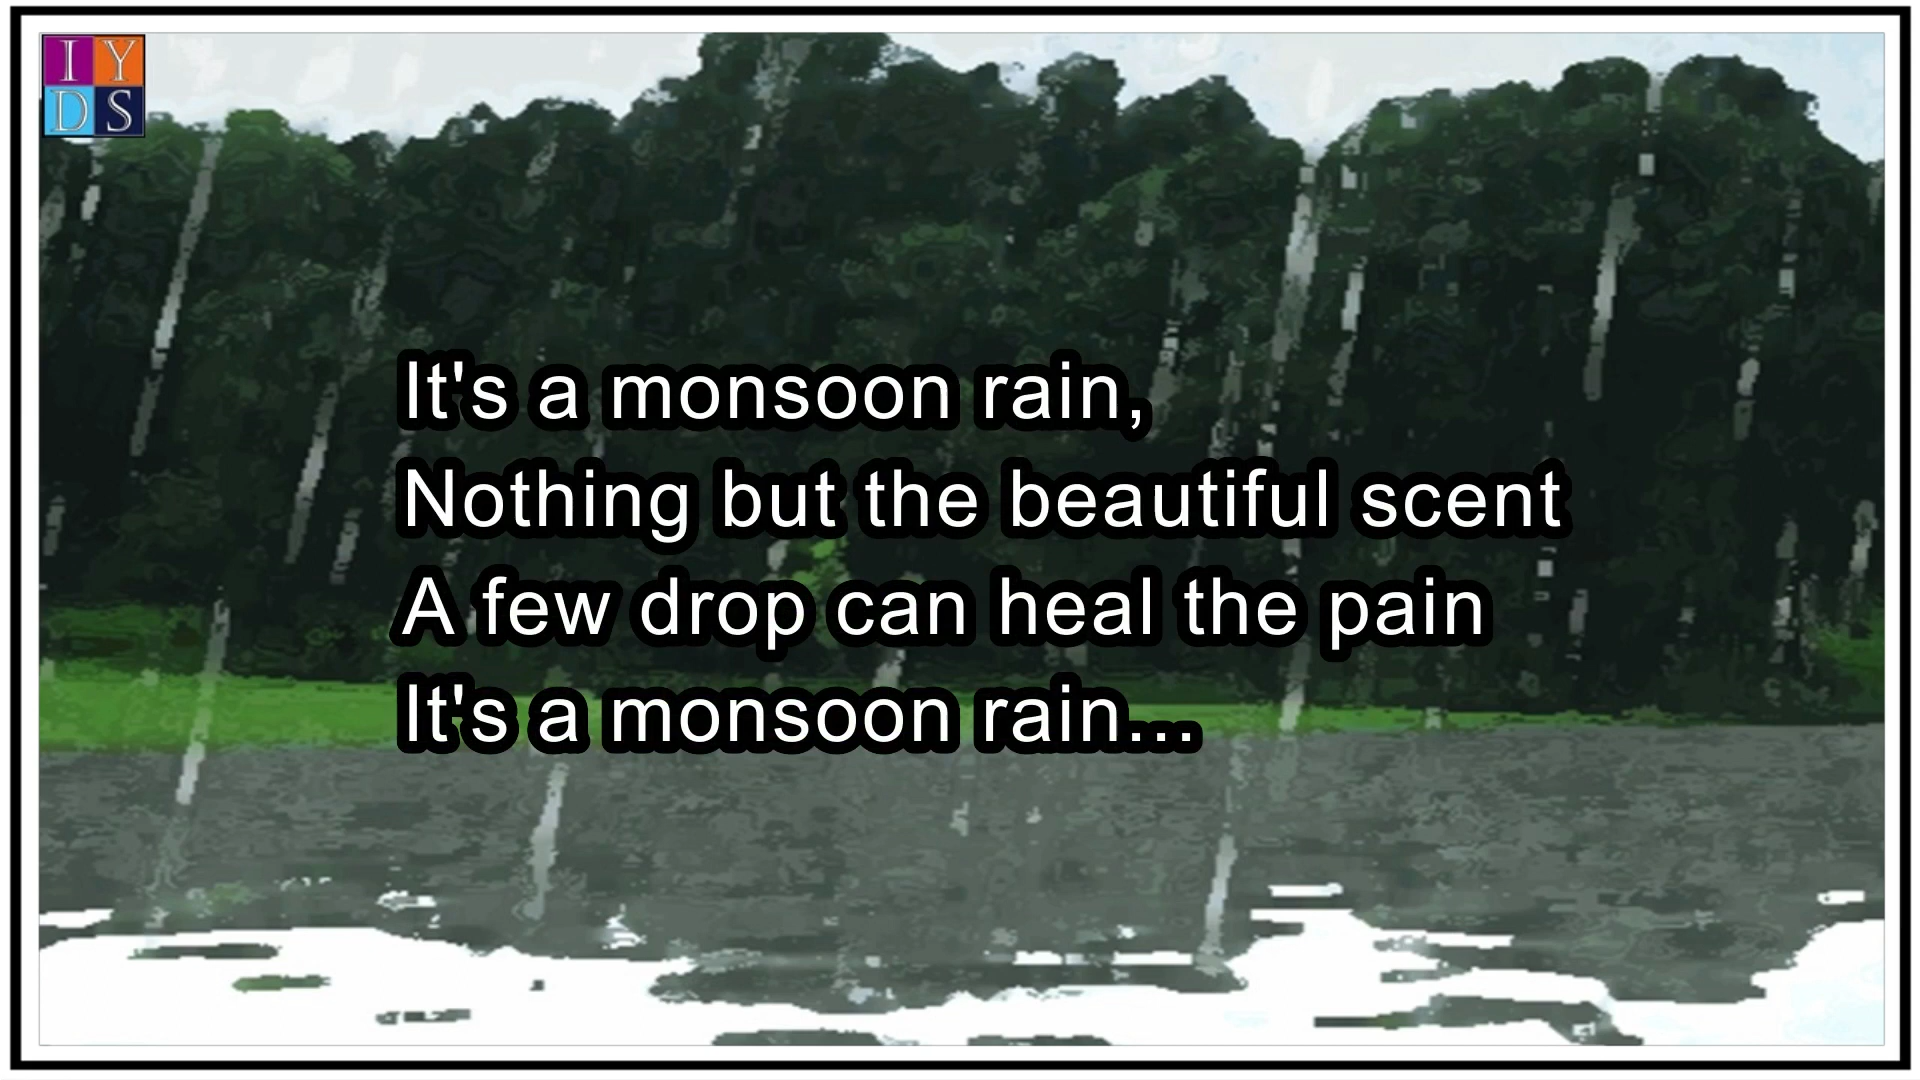 I Y
D S
It's a monsoon rain,
Nothing but the beautiful scent
A few drop can heal the pain
It's a monsoon rain...